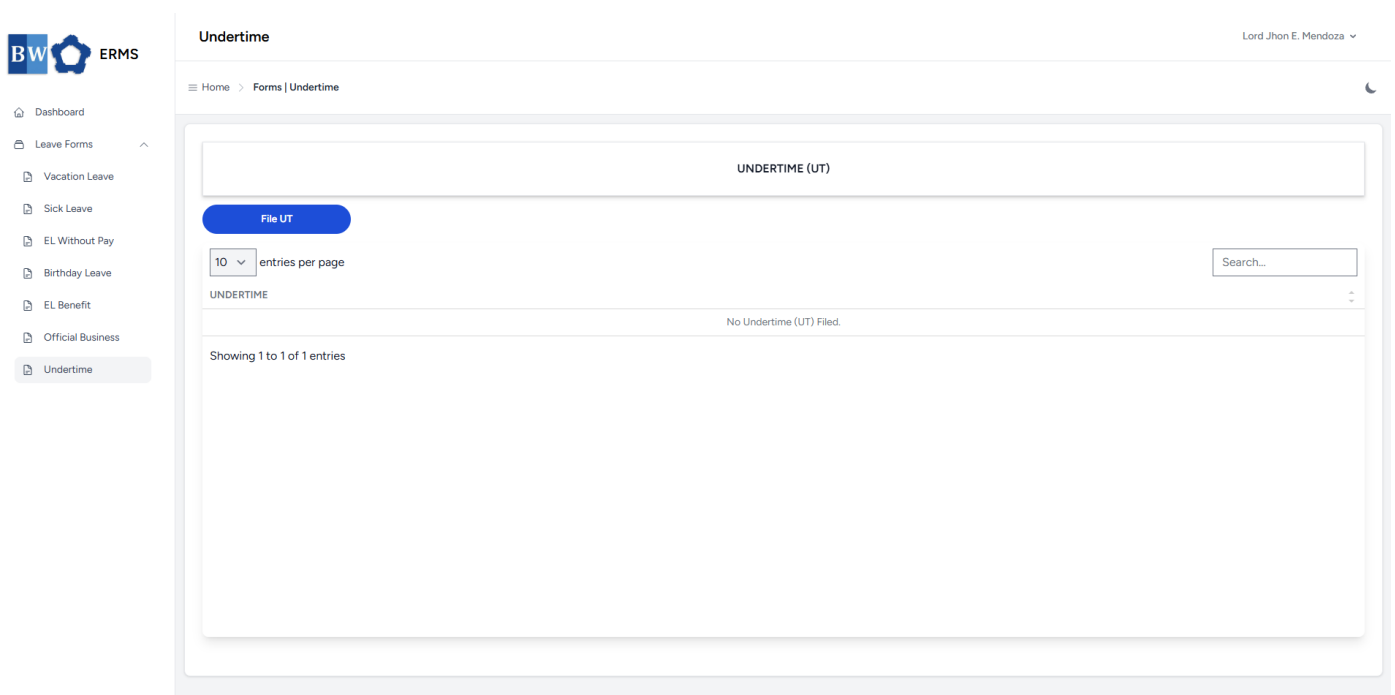 BW ERMS
Undertime
Lord Jhon E. Mendoza
Home > Forms | Undertime
Dashboard
Leave Forms
Vacation Leave
Sick Leave
EL Without Pay
Birthday Leave
EL Benefit
Official Business
Undertime
UNDERTIME (UT)
File UT
10 entries per page
Search...
UNDERTIME
No Undertime (UT) Filed.
Showing 1 to 1 of 1 entries